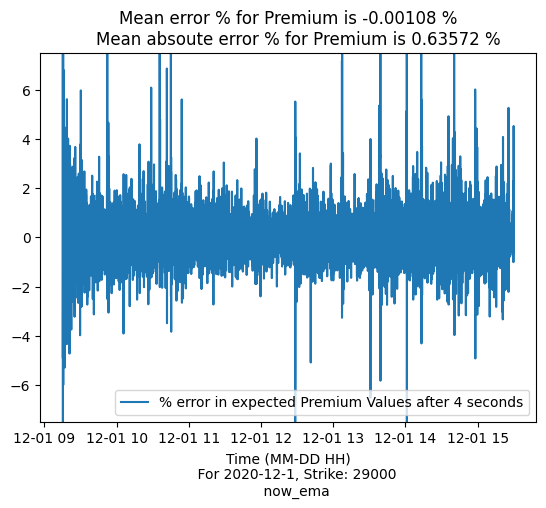 Mean error % for Premium is -0.00108 %
Mean absoute error % for Premium is 0.63572 %
6
4
2
0
−2
−4
−6
% error in expected Premium Values after 4 seconds
12-01 09 12-01 10 12-01 11 12-01 12 12-01 13 12-01 14 12-01 15
Time (MM-DD HH)
For 2020-12-1, Strike: 29000
now_ema